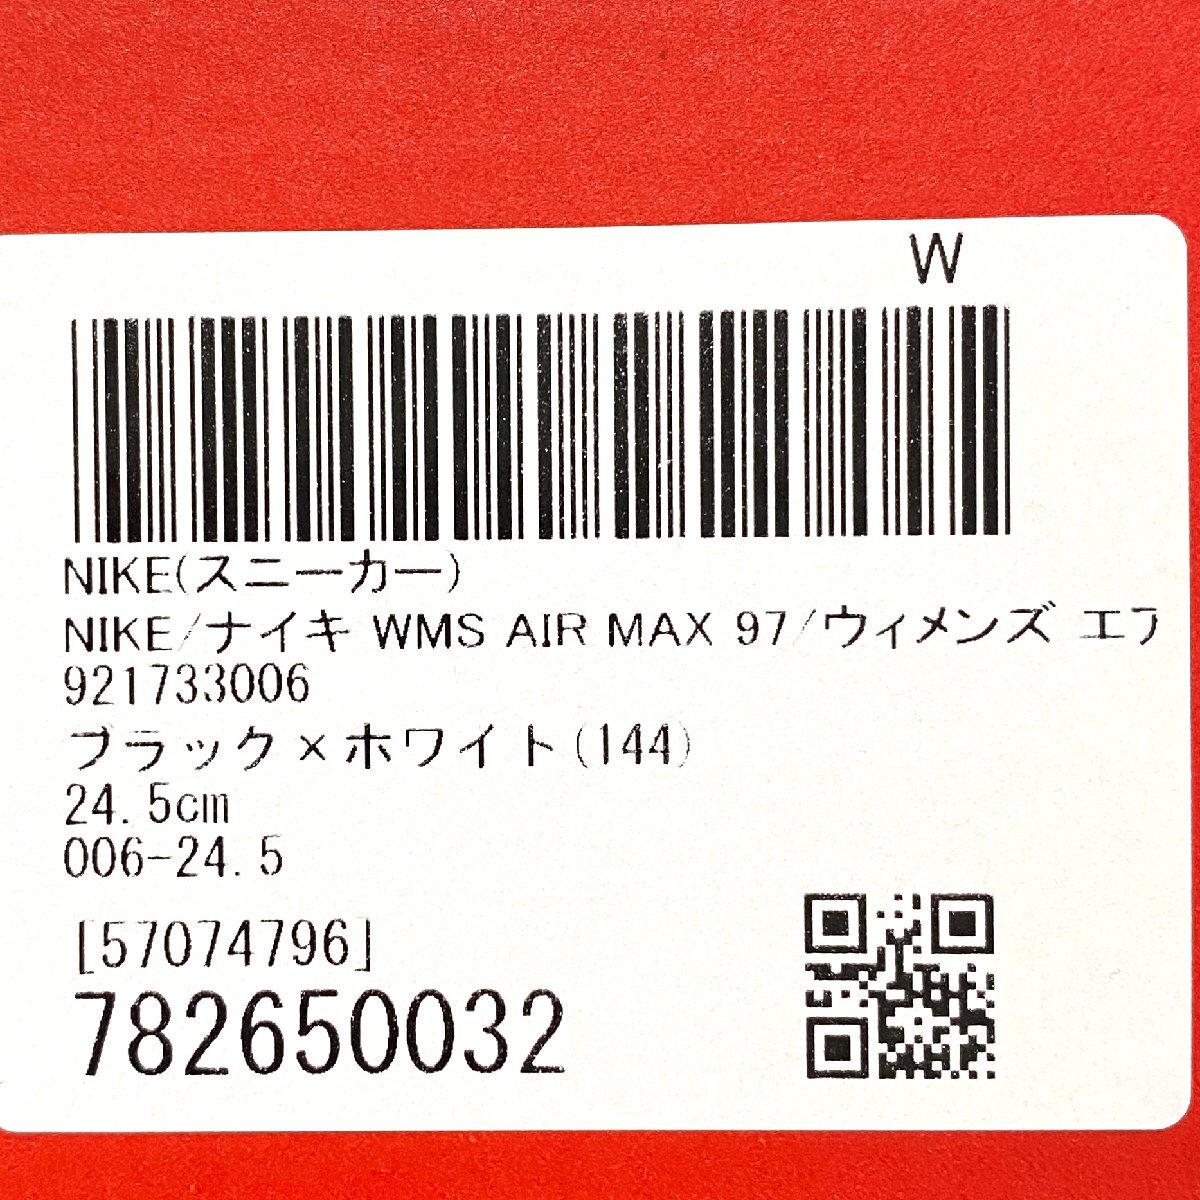 W
NIKE(スニーカー)
NIKE/ナイキ WMS AIR MAX 97/ウィメンズ エア
921733006
ブラック×ホワイト(144)
24.5cm
006-24.5
[57074796]
782650032